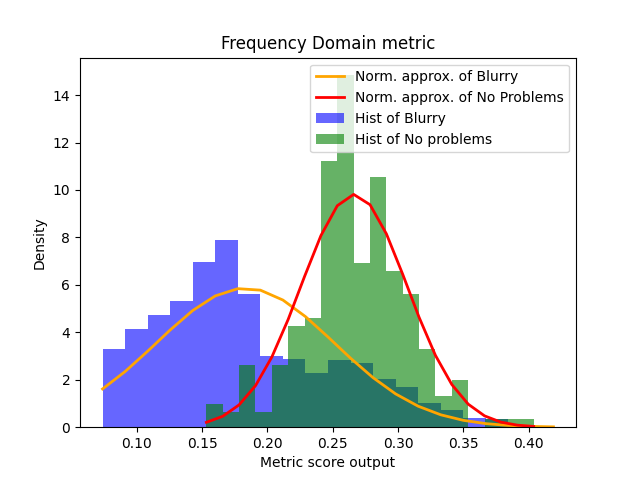 Frequency Domain metric
Norm. approx. of Blurry
Norm. approx. of No Problems
Hist of Blurry
Hist of No problems
14
12
10
8
6
4
2
0
Density
0.10 0.15 0.20 0.25 0.30 0.35 0.40
Metric score output